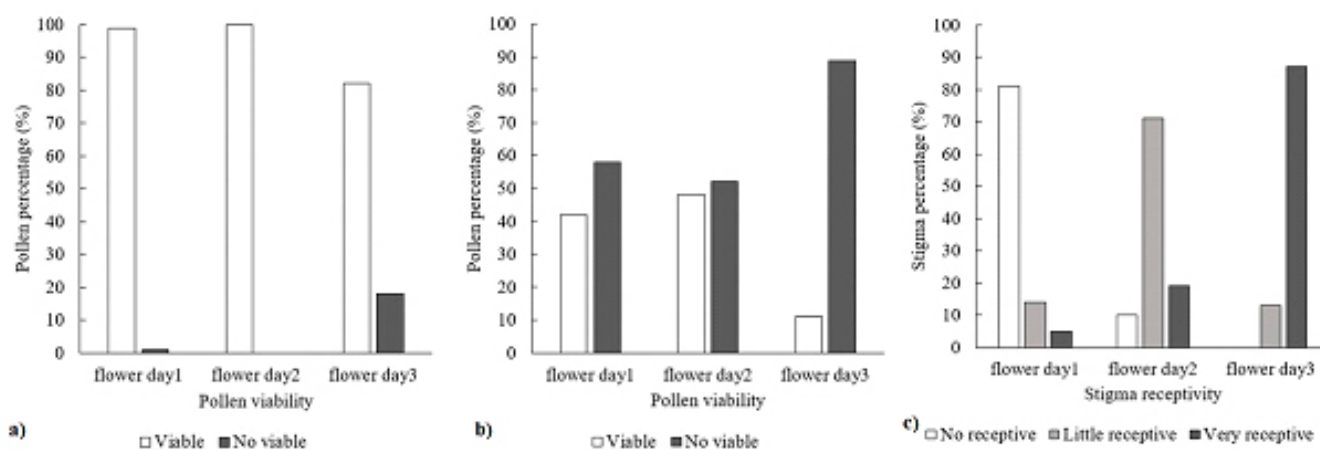 100
90
80
70
60
50
40
30
20
10
0
Pollen percentage (%)
flower day1 flower day2 flower day3
Pollen viability
a)
Viable No viable
100
90
80
70
60
50
40
30
20
10
0
Pollen percentage (%)
flower day1 flower day2 flower day3
Pollen viability
b)
Viable No viable
100
90
80
70
60
50
40
30
20
10
0
Stigma percentage (%)
flower day1 flower day2 flower day3
Stigma receptivity
c)
No receptive Little receptive Very receptive